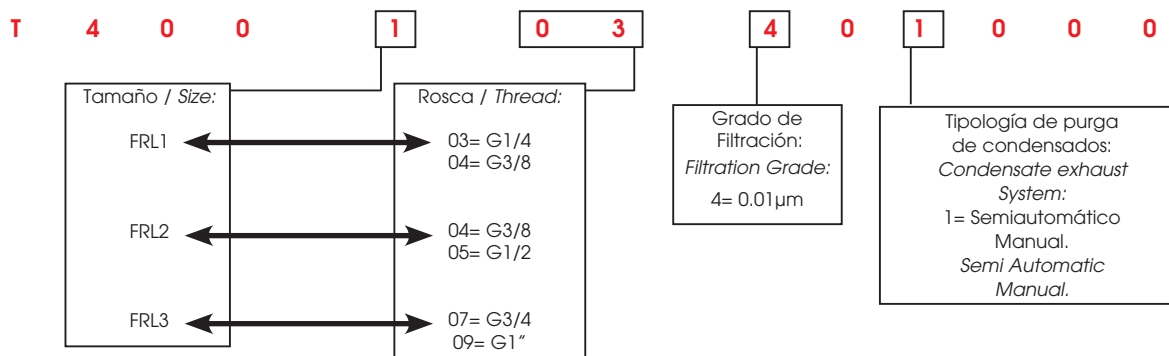 T 4 0 0 1 0 3 4 0 1 0 0 0
Tamaño / Size:
FRL1
FRL2
FRL3
Rosca / Thread:
03= G1/4
04= G3/8
04= G3/8
05= G1/2
07= G3/4
09= G1”
Grado de
Filtración:
Filtration Grade:
4= 0.01µm
Tipología de purga
de condensados:
Condensate exhaust
System:
1= Semiautomático
Manual.
Semi Automatic
Manual.